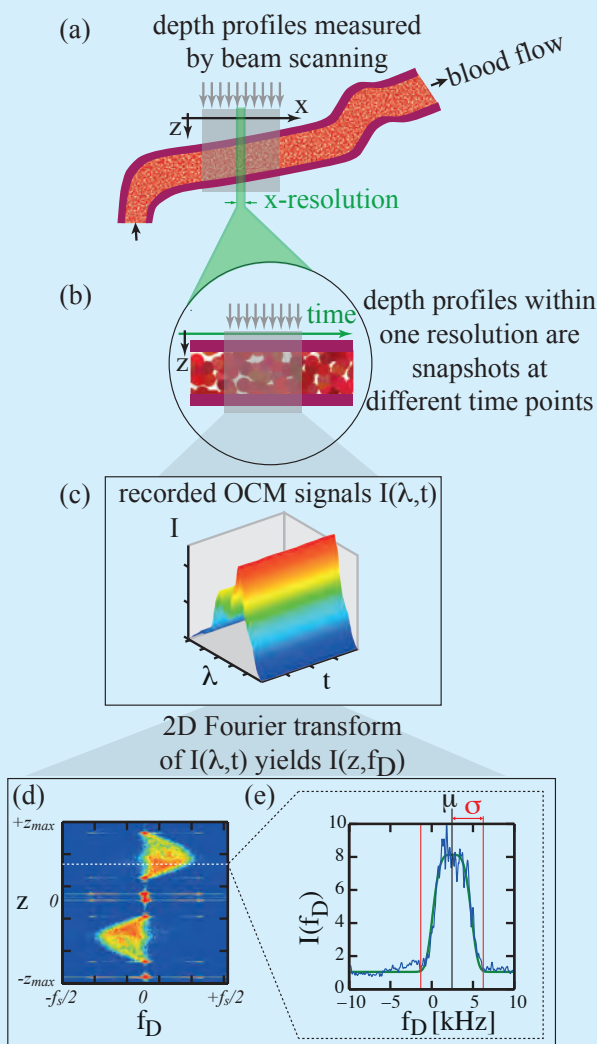 (a)
depth profiles measured
by beam scanning
blood flow
x
z
x-resolution
(b)
time
z
depth profiles within
one resolution are
snapshots at
different time points
(c)
recorded OCM signals I(λ,t)
I
λ
t
2D Fourier transform
of I(λ,t) yields I(z,f_D)
(d)
+z_max
z
0
-z_max
-f_s/2
0
+f_s/2
f_D
(e)
μ
σ
I(f_D)
10
8
6
4
2
0
−10
−5
0
5
10
f_D [kHz]